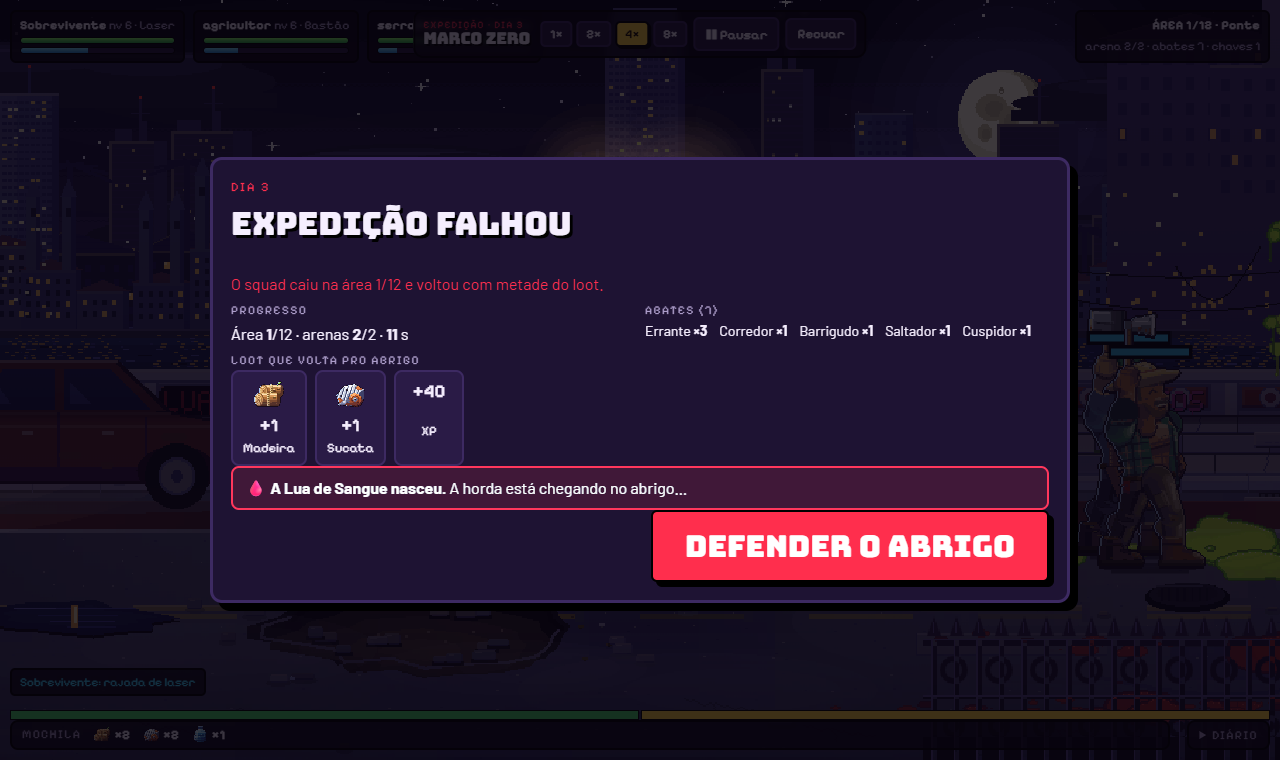 Sobrevivente nv 6 · Laser
agricultor nv 6 · Bastão
serro
EXPEDIÇÃO · DIA 3
MARCO ZERO
1×
2×
4×
8×
Pausar
Recuar
ÁREA 1/12 · Ponte
arena 2/2 · abates 7 · chaves 1
DIA 3
EXPEDIÇÃO FALHOU
O squad caiu na área 1/12 e voltou com metade do loot.
PROGRESSO
Área 1/12 · arenas 2/2 · 11 s
ABATES (7)
Errante ×3 Corredor ×1 Barrigudo ×1 Saltador ×1 Cuspidor ×1
LOOT QUE VOLTA PRO ABRIGO
+1
Madeira
+1
Sucata
+40
XP
A Lua de Sangue nasceu. A horda está chegando no abrigo...
DEFENDER O ABRIGO
Sobrevivente: rajada de laser
MOCHILA ×8 ×8 ×1
▶ DIÁRIO